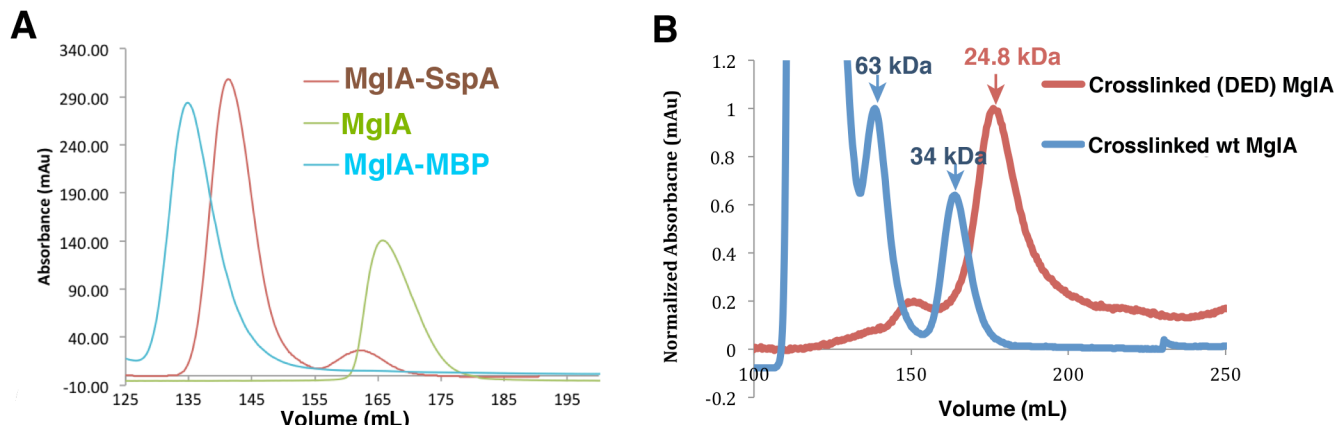 A
340.00
290.00
240.00
190.00
140.00
90.00
40.00
-10.00
Absorbance (mAu)
125 135 145 155 165 175 185 195
Volume (mL)
MglA-SspA
MglA
MglA-MBP
B
1.2
1
0.8
0.6
0.4
0.2
0
-0.2
Normalized Absorbacne (mAu)
100 150 200 250
Volume (mL)
63 kDa
34 kDa
24.8 kDa
Crosslinked (DED) MglA
Crosslinked wt MglA